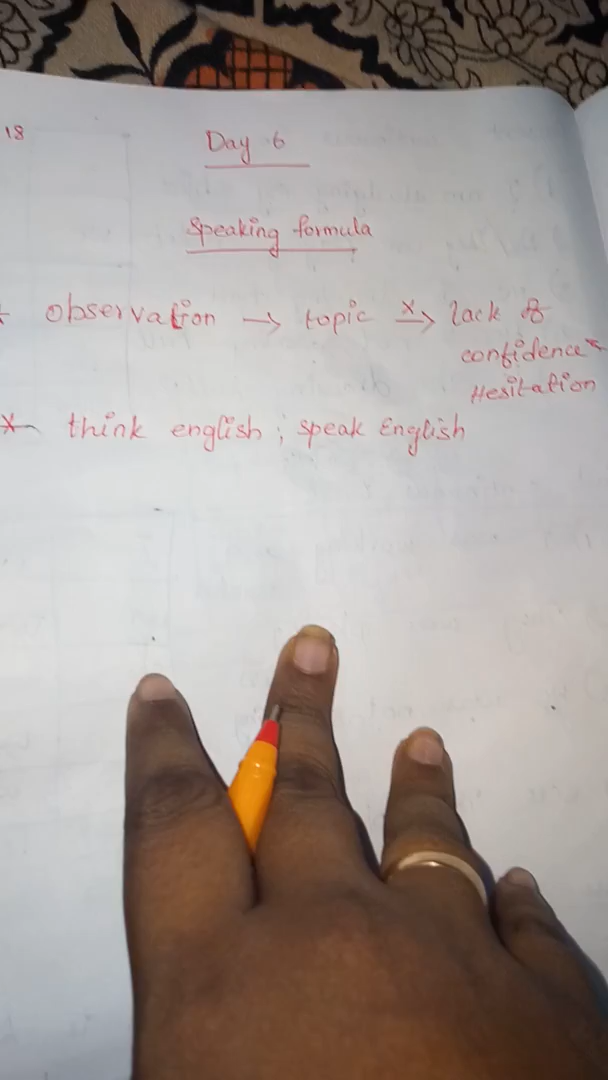 18
Day 6
Speaking formula
observation → topic x→ lack of
confidence
Hesitation
* think english ; speak English